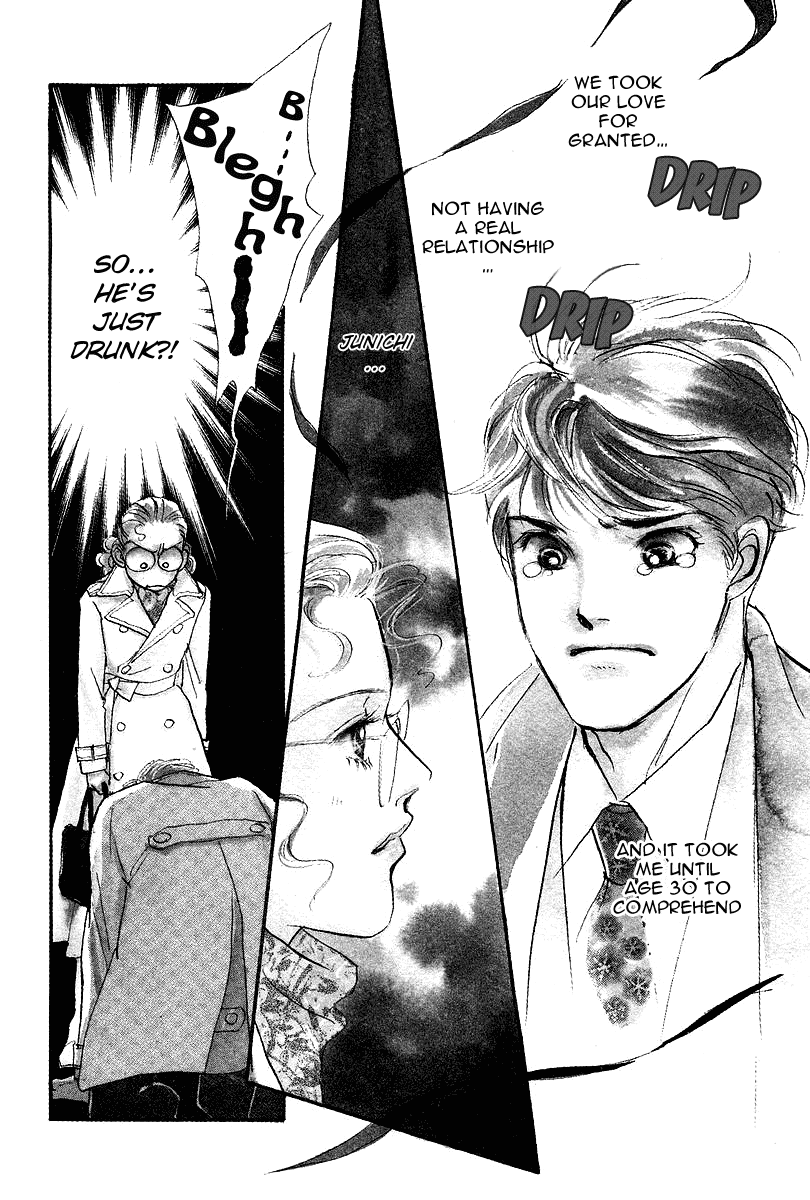 WE TOOK
OUR LOVE
FOR
GRANTED...
DRIP
NOT HAVING
A REAL
RELATIONSHIP
...
DRIP
AND IT TOOK
ME UNTIL
AGE 30 TO
COMPREHEND
JUNICHI
...
B....
Blegh
h
SO...
HE'S
JUST
DRUNK?!